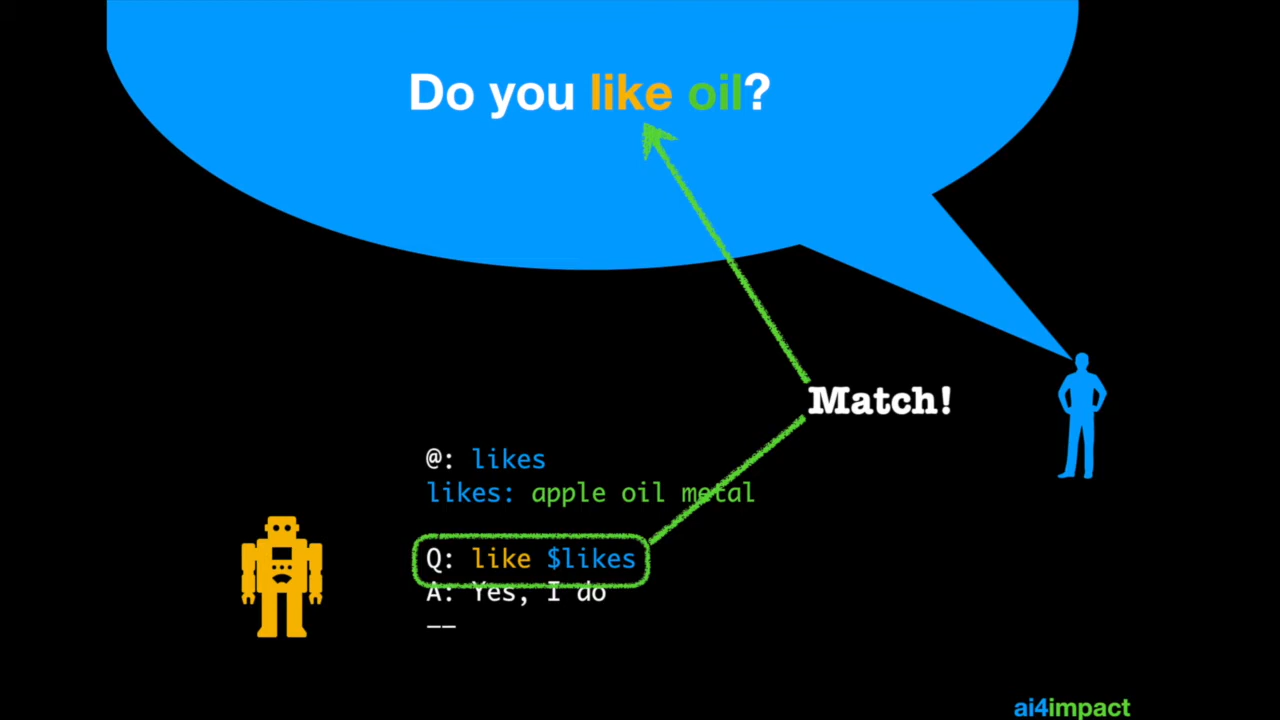 Do you like oil?
Match!
@: likes
likes: apple oil metal
Q: like $likes
A: Yes, I do
——
ai4impact